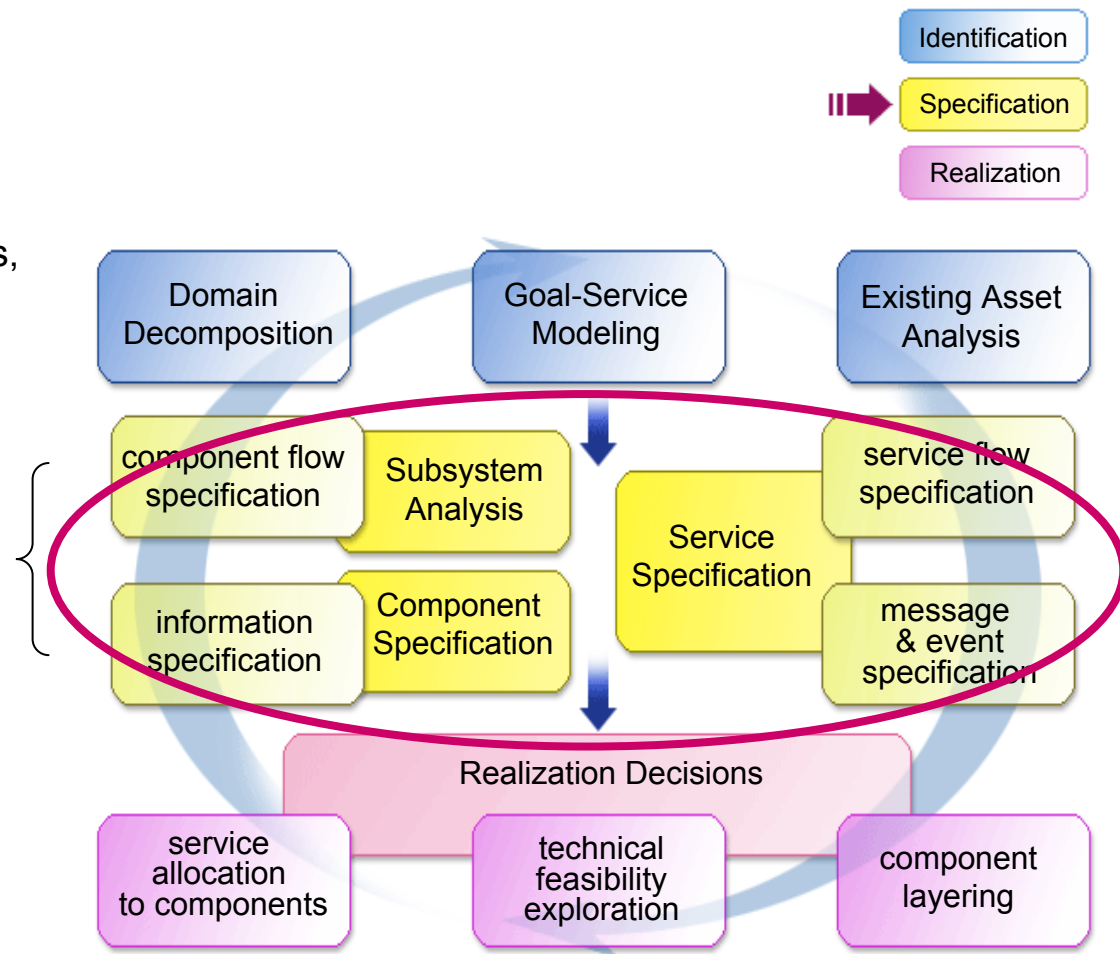 Identification
Specification
Realization
s,
Domain
Decomposition
Goal-Service
Modeling
Existing Asset
Analysis
component flow
specification
Subsystem
Analysis
service flow
specification
Service
Specification
information
specification
Component
Specification
message
& event
specification
Realization Decisions
service
allocation
to components
technical
feasibility
exploration
component
layering